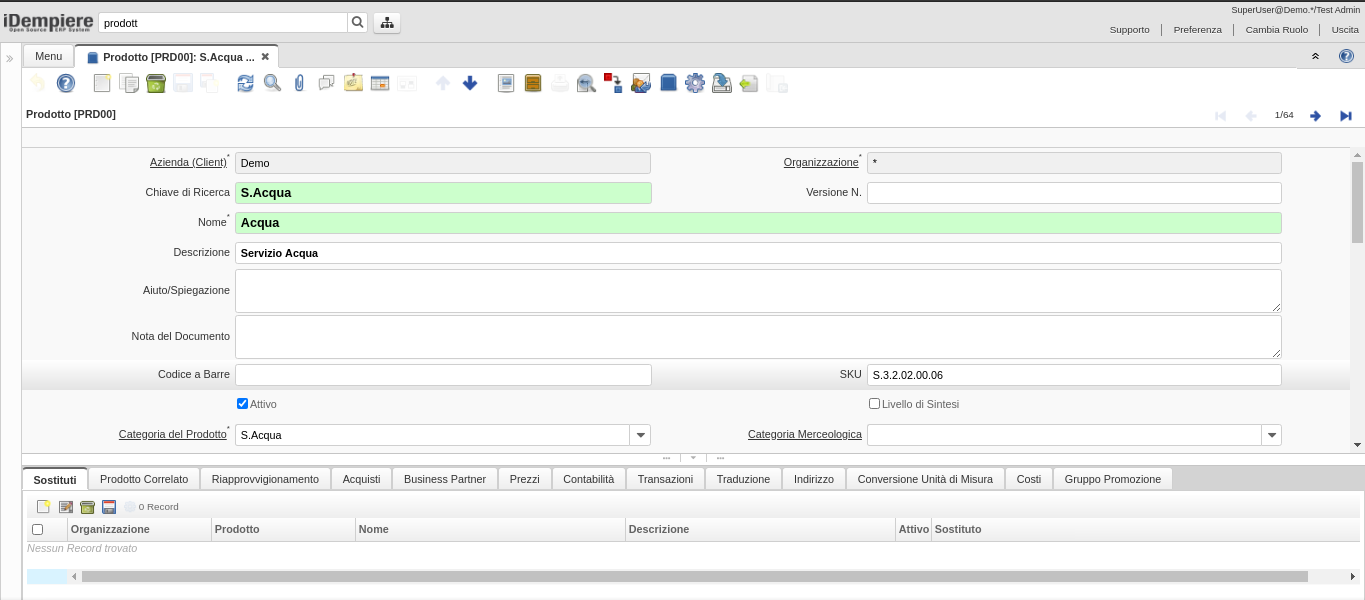 SuperUser@Demo.*/Test Admin
iDempiere
Open Source ERP System
prodott
Supporto Preferenza Cambia Ruolo Uscita
» Menu Prodotto [PRD00]: S.Acqua ...
Prodotto [PRD00] 1/64
Azienda (Client)* Demo Organizzazione* *
Chiave di Ricerca S.Acqua Versione N.
Nome* Acqua
Descrizione Servizio Acqua
Aiuto/Spiegazione
Nota del Documento
Codice a Barre SKU S.3.2.02.00.06
Attivo Livello di Sintesi
Categoria del Prodotto* S.Acqua Categoria Merceologica
Sostituti Prodotto Correlato Riapprovvigionamento Acquisti Business Partner Prezzi Contabilità Transazioni Traduzione Indirizzo Conversione Unità di Misura Costi Gruppo Promozione
0 Record
Organizzazione Prodotto Nome Descrizione Attivo Sostituto
Nessun Record trovato